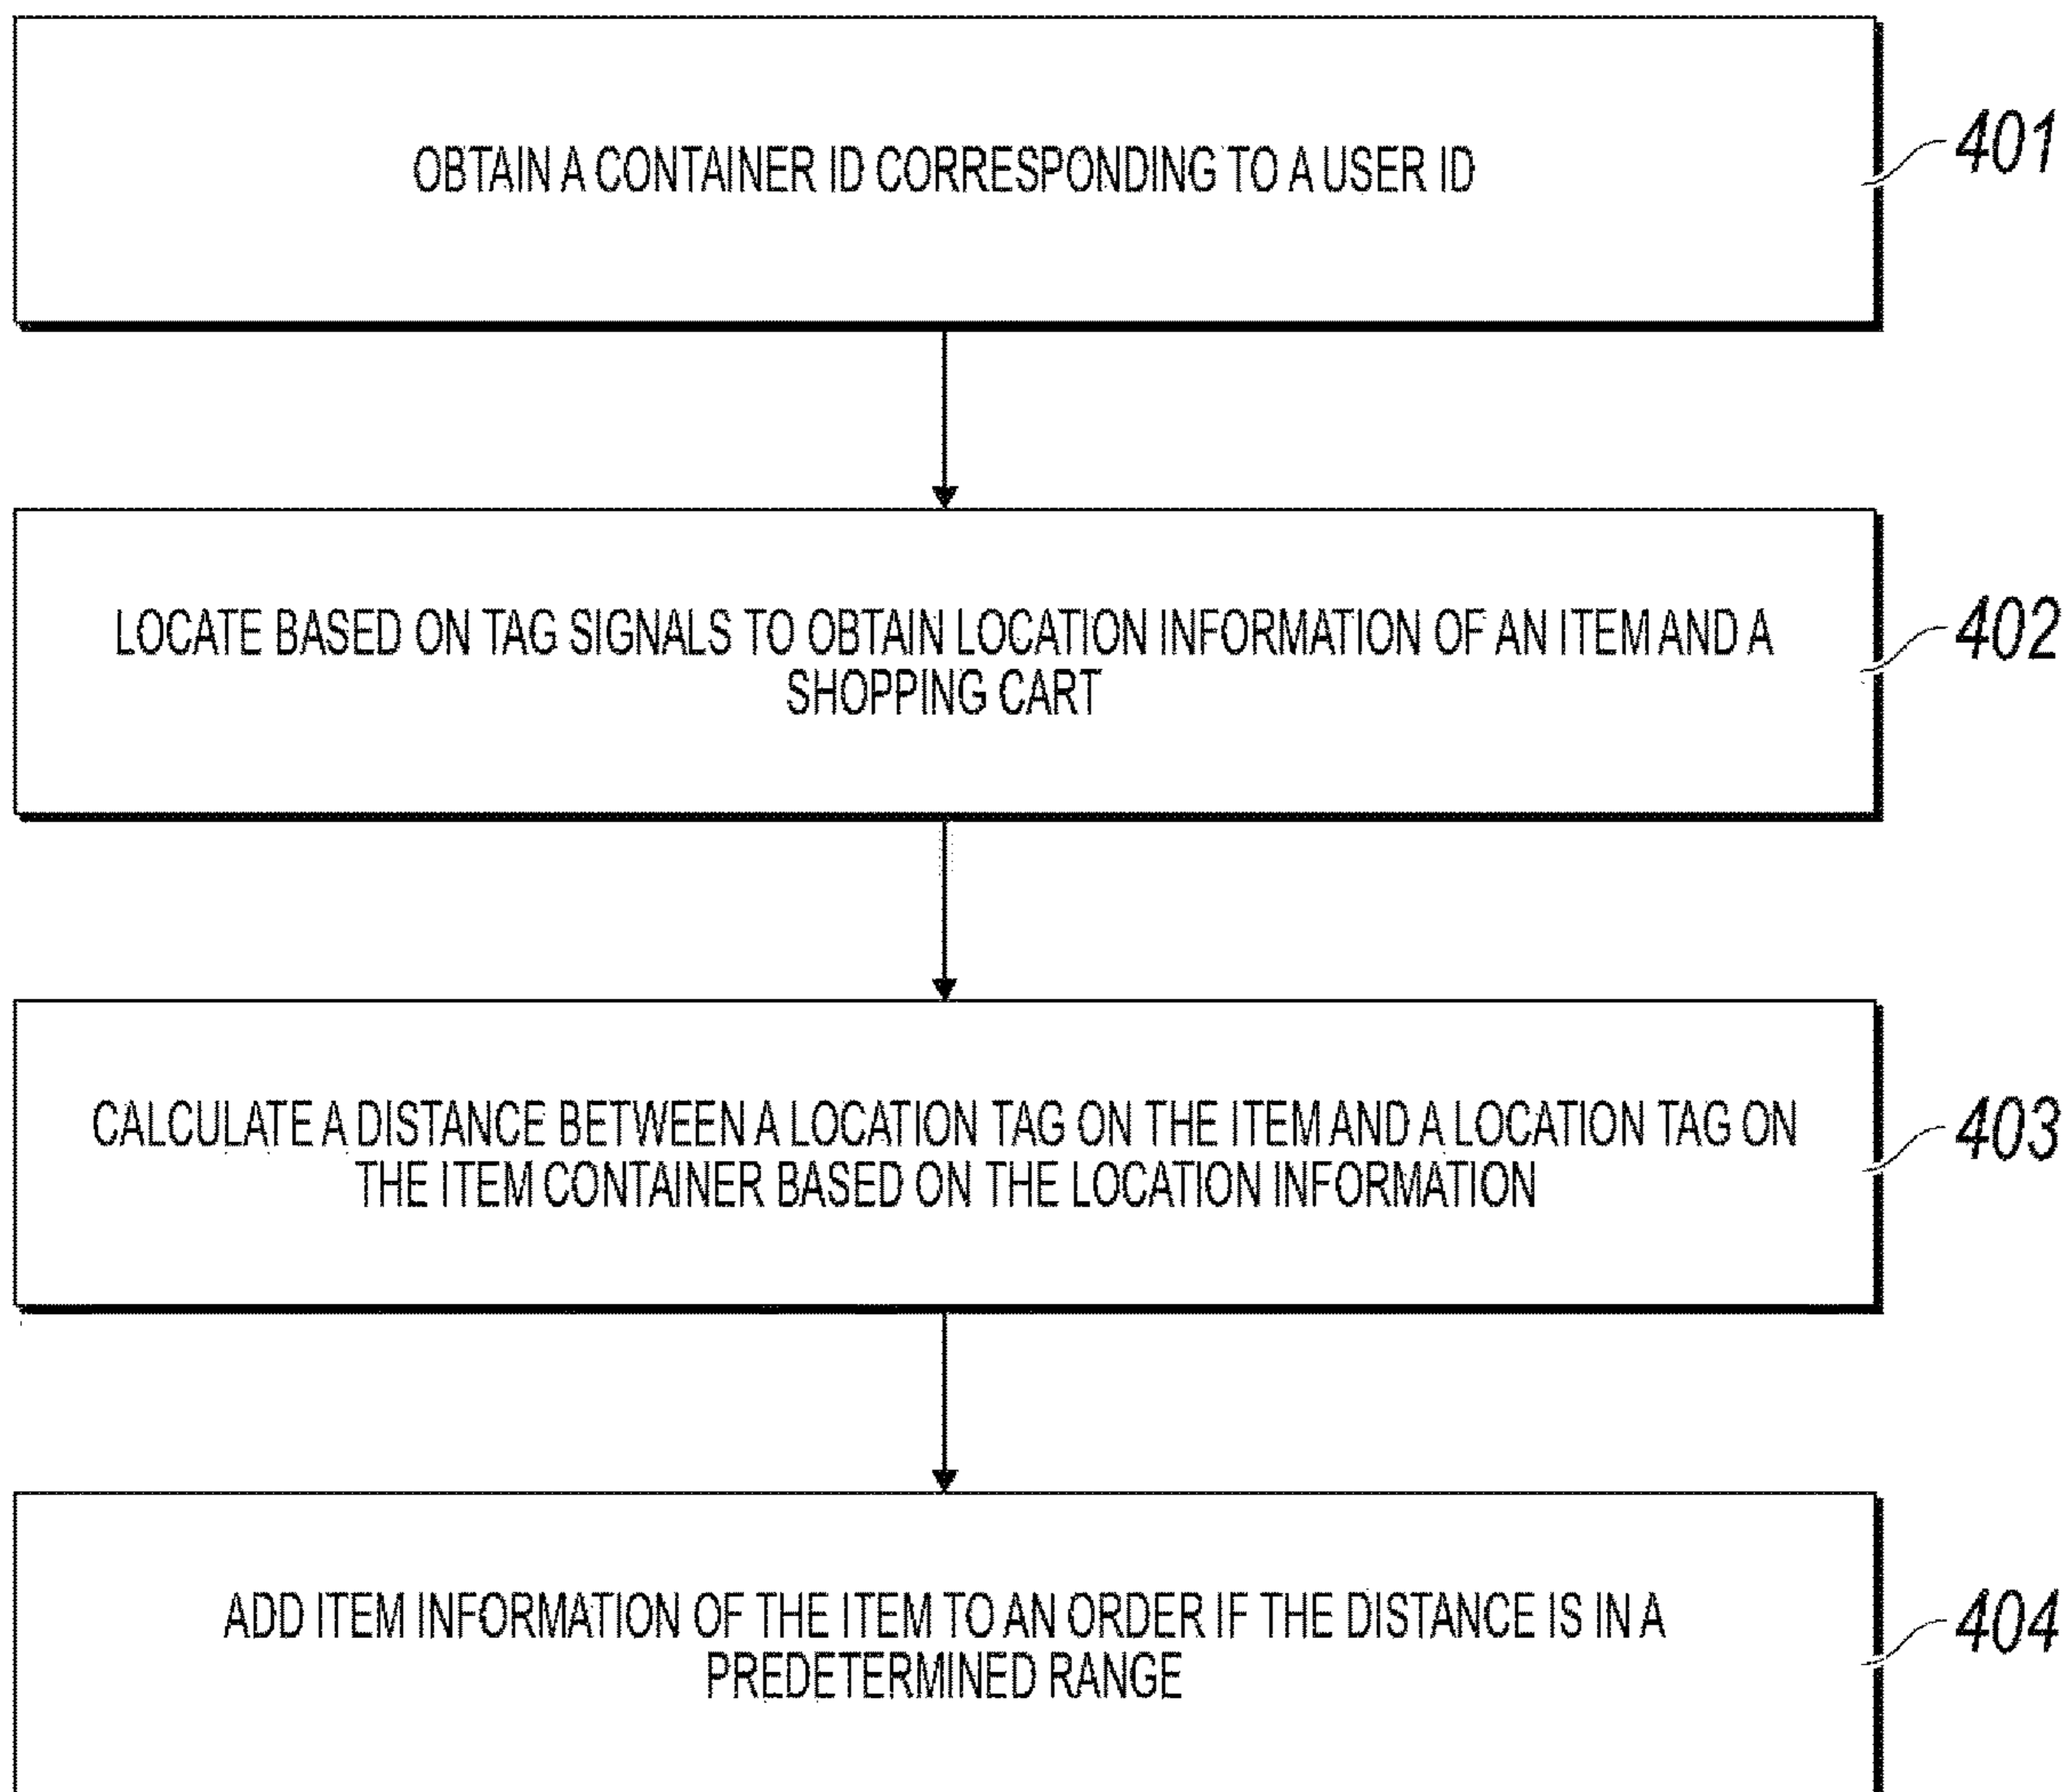 OBTAIN A CONTAINER ID CORRESPONDING TO A USER ID
401
LOCATE BASED ON TAG SIGNALS TO OBTAIN LOCATION INFORMATION OF AN ITEM AND A
SHOPPING CART
402
CALCULATE A DISTANCE BETWEEN A LOCATION TAG ON THE ITEM AND A LOCATION TAG ON
THE ITEM CONTAINER BASED ON THE LOCATION INFORMATION
403
ADD ITEM INFORMATION OF THE ITEM TO AN ORDER IF THE DISTANCE IS IN A
PREDETERMINED RANGE
404